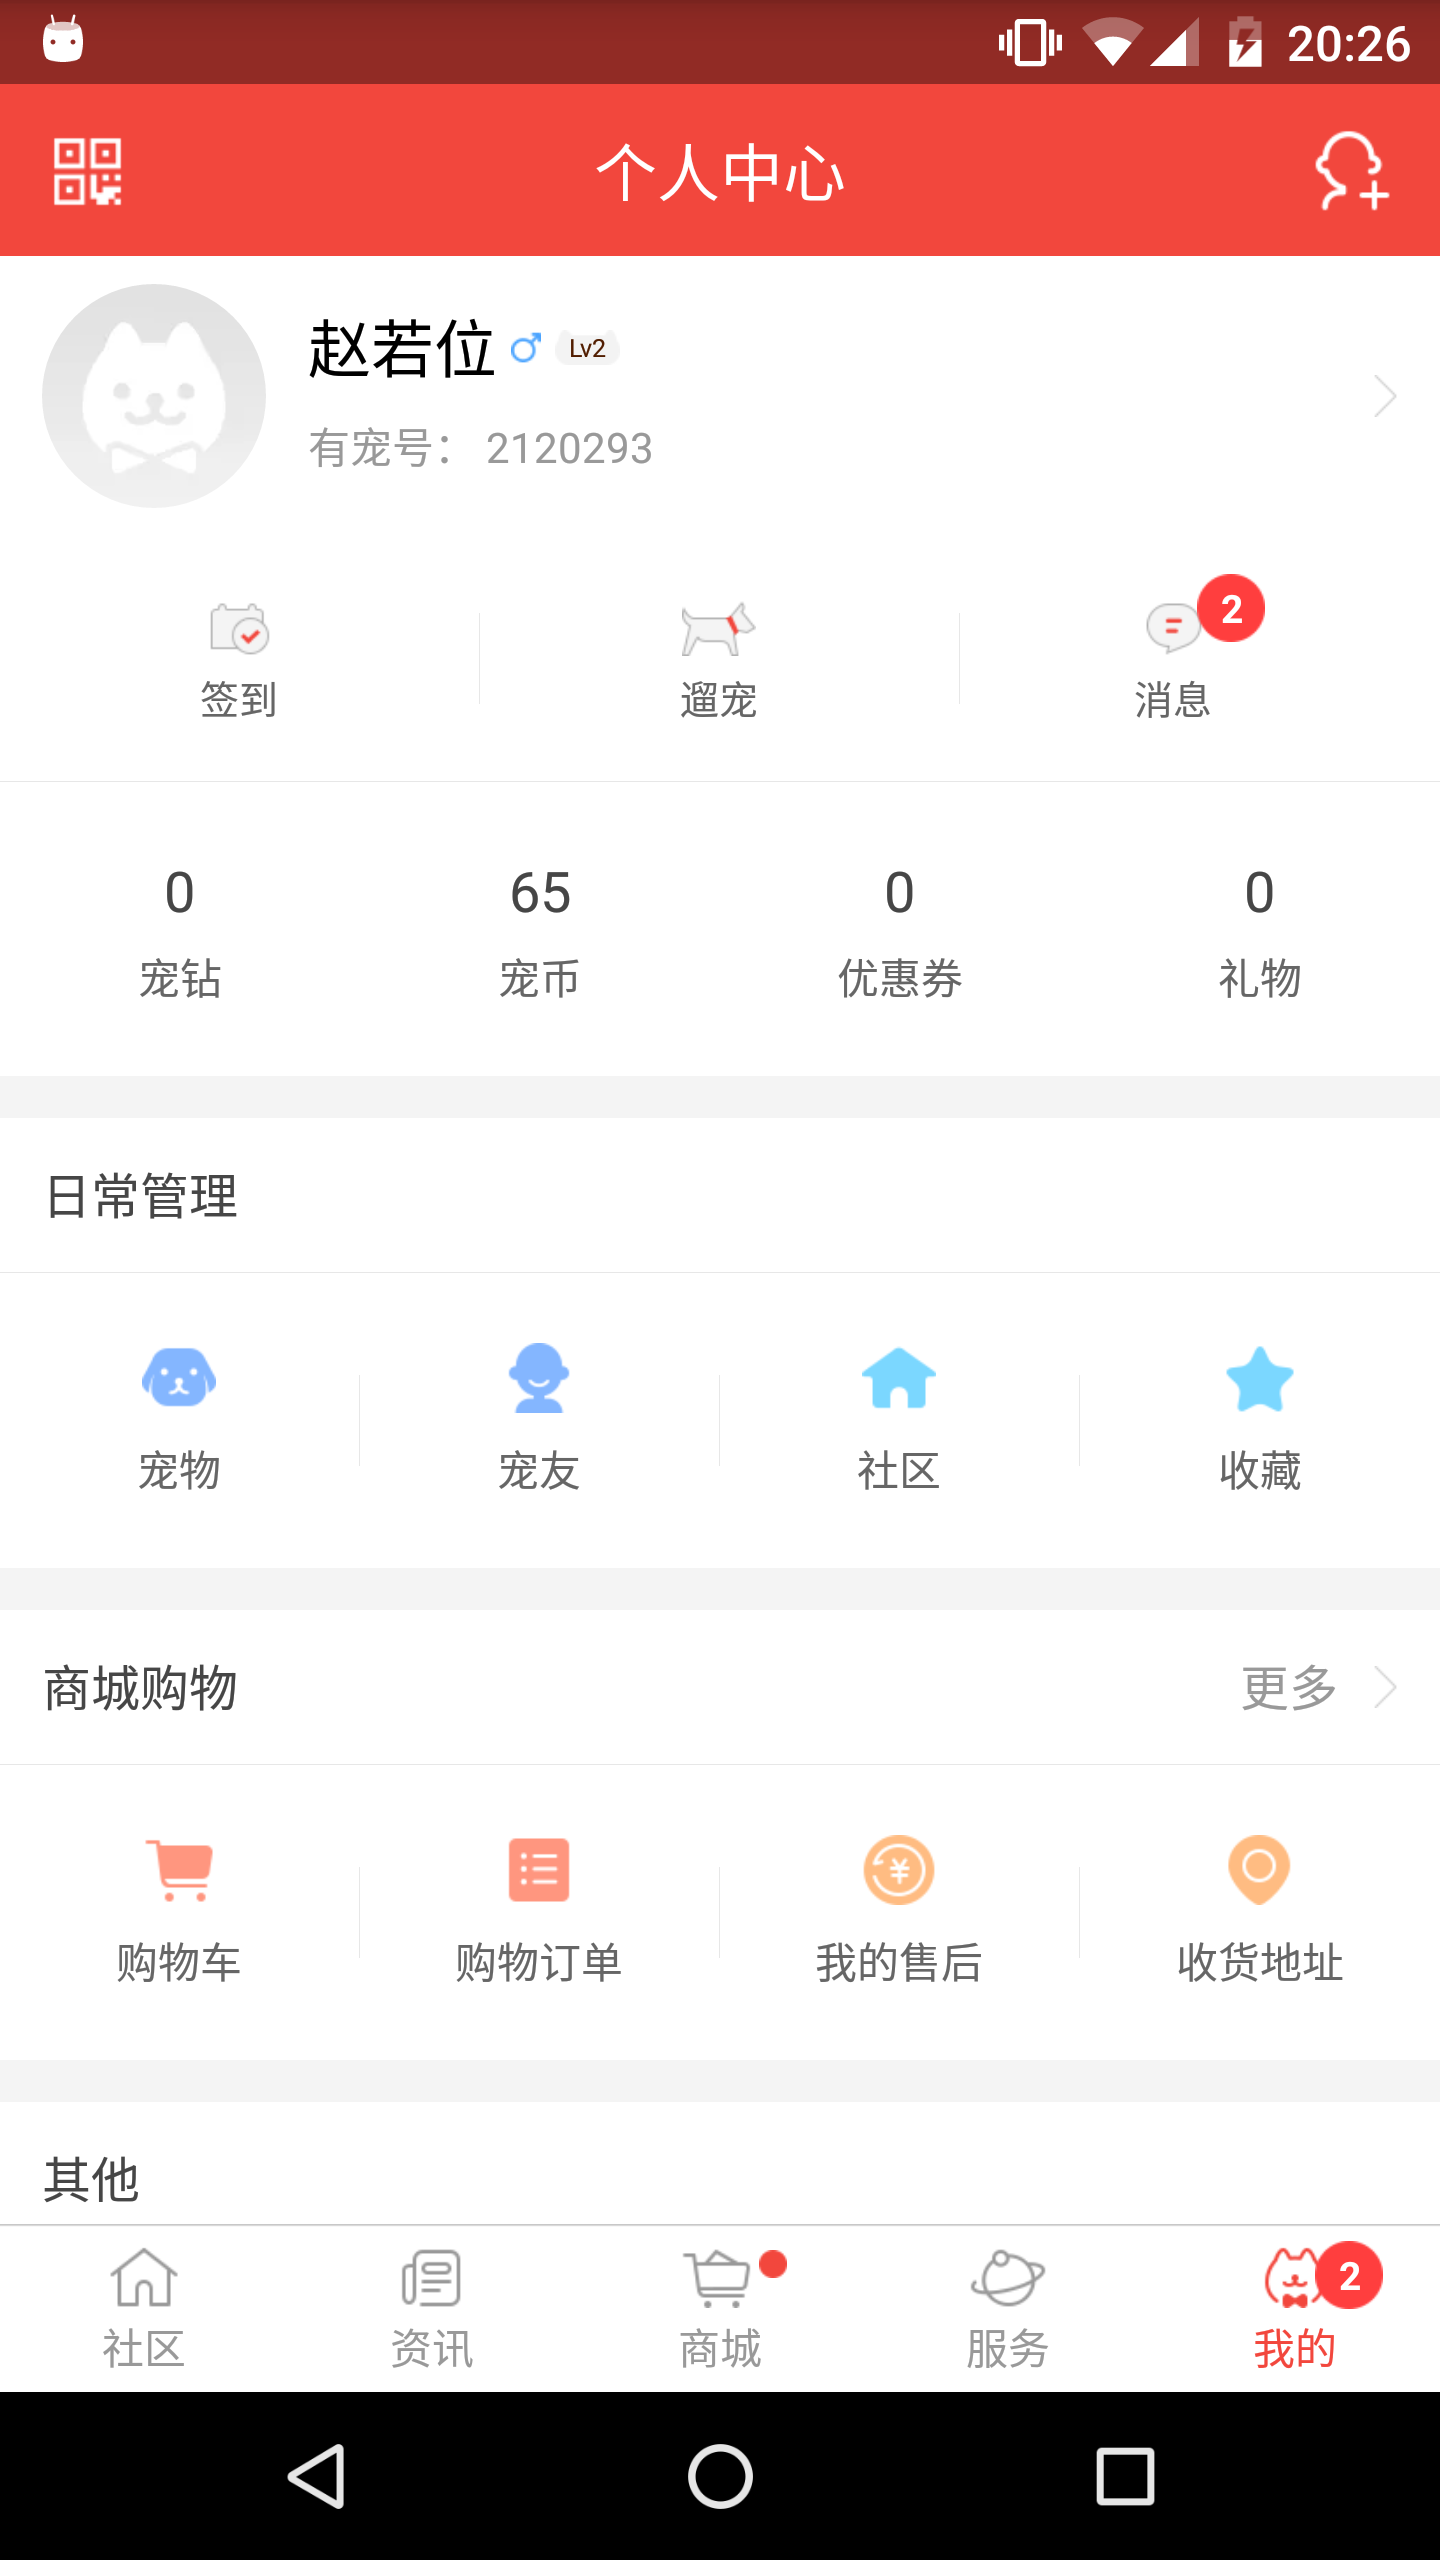 20:26
个人中心
赵若位 Lv2
有宠号： 2120293
2
签到 遛宠 消息
0 65 0 0
宠钻 宠币 优惠券 礼物
日常管理
宠物 宠友 社区 收藏
商城购物 更多
购物车 购物订单 我的售后 收货地址
其他
2
社区 资讯 商城 服务 我的